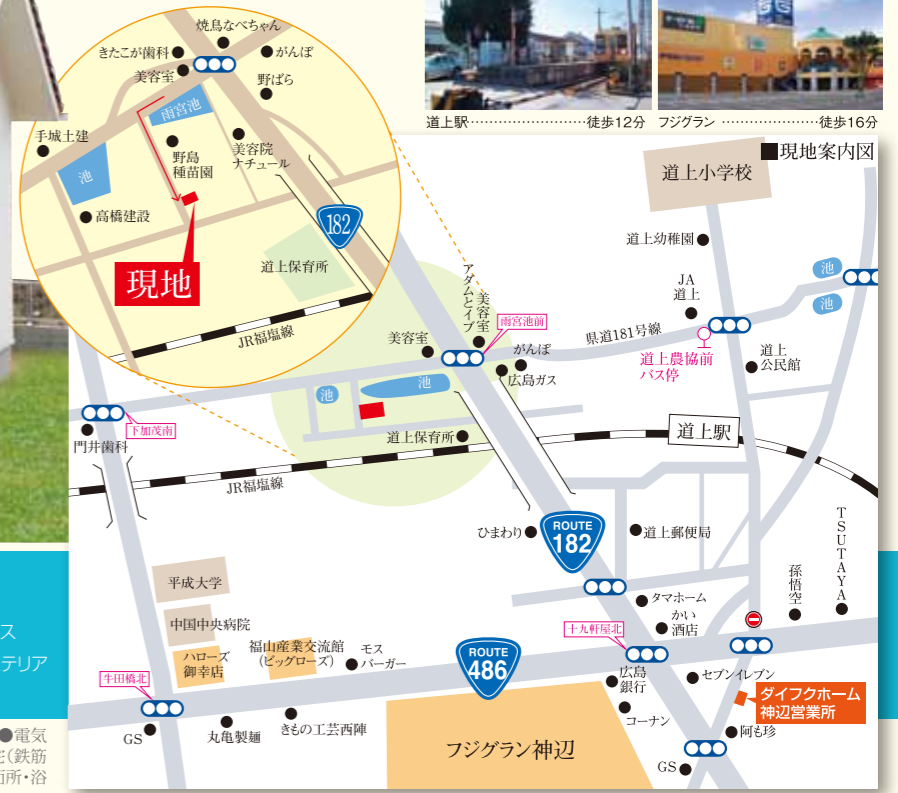 焼鳥なべちゃん
きたこが歯科
がんぼ
美容室
野ばら
雨宮池
手城土建
池
野島
種苗園
美容院
ナチュール
高橋建設
182
現地
道上保育所
JR福塩線
道上駅……………………徒歩12分
フジグラン ………………徒歩16分
■現地案内図
道上小学校
道上幼稚園
JA
道上
池
池
県道181号線
道上農協前
バス停
道上
公民館
美容室
アダムとイブ
美容室
雨宮池前
がんぼ
広島ガス
池
池
下加茂南
門井歯科
道上保育所
道上駅
JR福塩線
ひまわり
ROUTE
182
道上郵便局
TSUTAYA
孫悟空
平成大学
中国中央病院
タマホーム
かい
酒店
十九軒屋北
ハローズ
御幸店
福山産業交流館
(ビッグローズ)
モス
バーガー
ROUTE
486
広島
銀行
セブンイレブン
牛田橋北
ダイフクホーム
神辺営業所
コーナン
GS
丸亀製麺
きもの工芸西陣
フジグラン神辺
阿も珍
GS
ス
テリア
●電気
(鉄筋
面所・浴